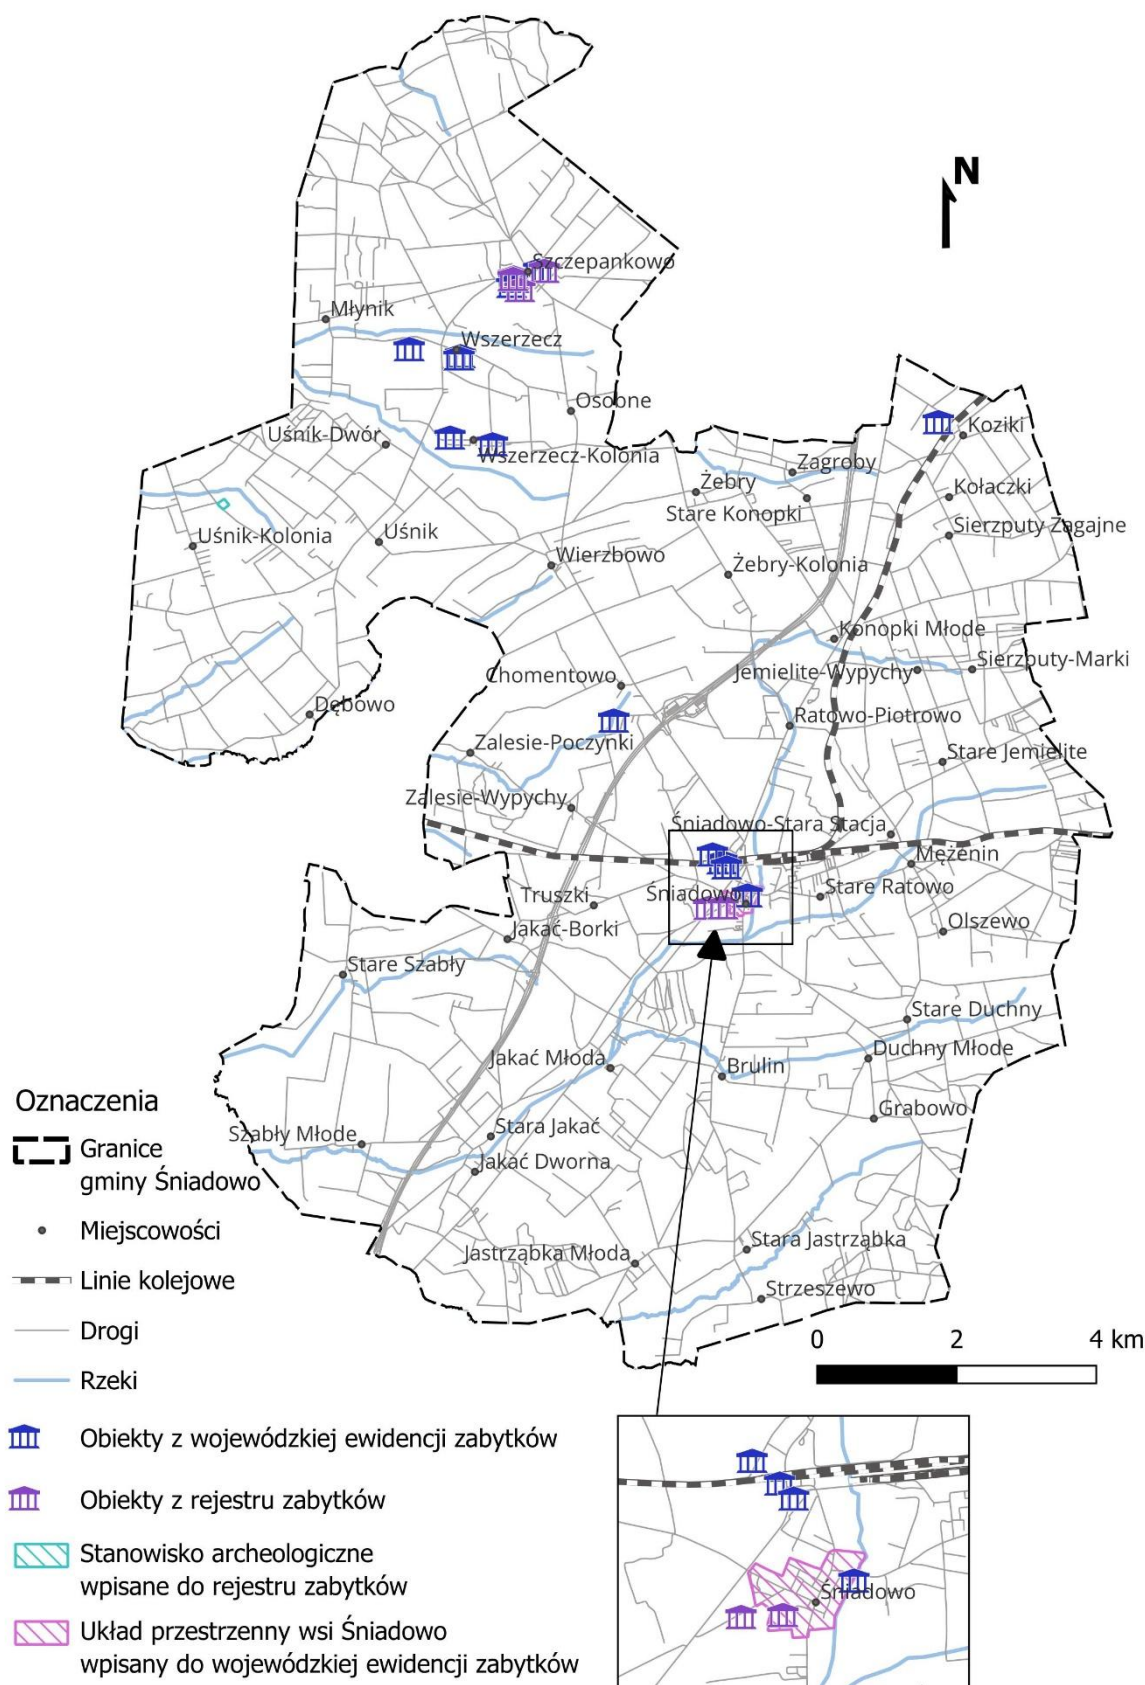 N
Szczepankowo
Młynik
Wszerzecz
Osobne
Koziki
Uśnik-Dwór
Wszerzecz-Kolonia
Zagroby
Żebry
Kołaczki
Stare Konopki
Sierzputy Zagajne
Uśnik-Kolonia
Uśnik
Wierzbowo
Żebry-Kolonia
Konopki Młode
Chomentowo
Jemielite-Wypychy
Sierzputy-Marki
Dębowo
Ratowo-Piotrowo
Zalesie-Poczynki
Stare Jemielite
Zalesie-Wypychy
Śniadowo-Stara Stacja
Mężenin
Truszki
Śniadowo
Stare Ratowo
Olszewo
Jakać-Borki
Stare Szabły
Stare Duchny
Jakać Młoda
Duchny Młode
Brulin
Grabowo
Szabły Młode
Stara Jakać
Jakać Dworna
Jastrząbka Młoda
Stara Jastrząbka
Strzeszewo
0 2 4 km
Oznaczenia
Granice
gminy Śniadowo
Miejscowości
Linie kolejowe
Drogi
Rzeki
Obiekty z wojewódzkiej ewidencji zabytków
Obiekty z rejestru zabytków
Stanowisko archeologiczne
wpisane do rejestru zabytków
Układ przestrzenny wsi Śniadowo
wpisany do wojewódzkiej ewidencji zabytków
Śniadowo